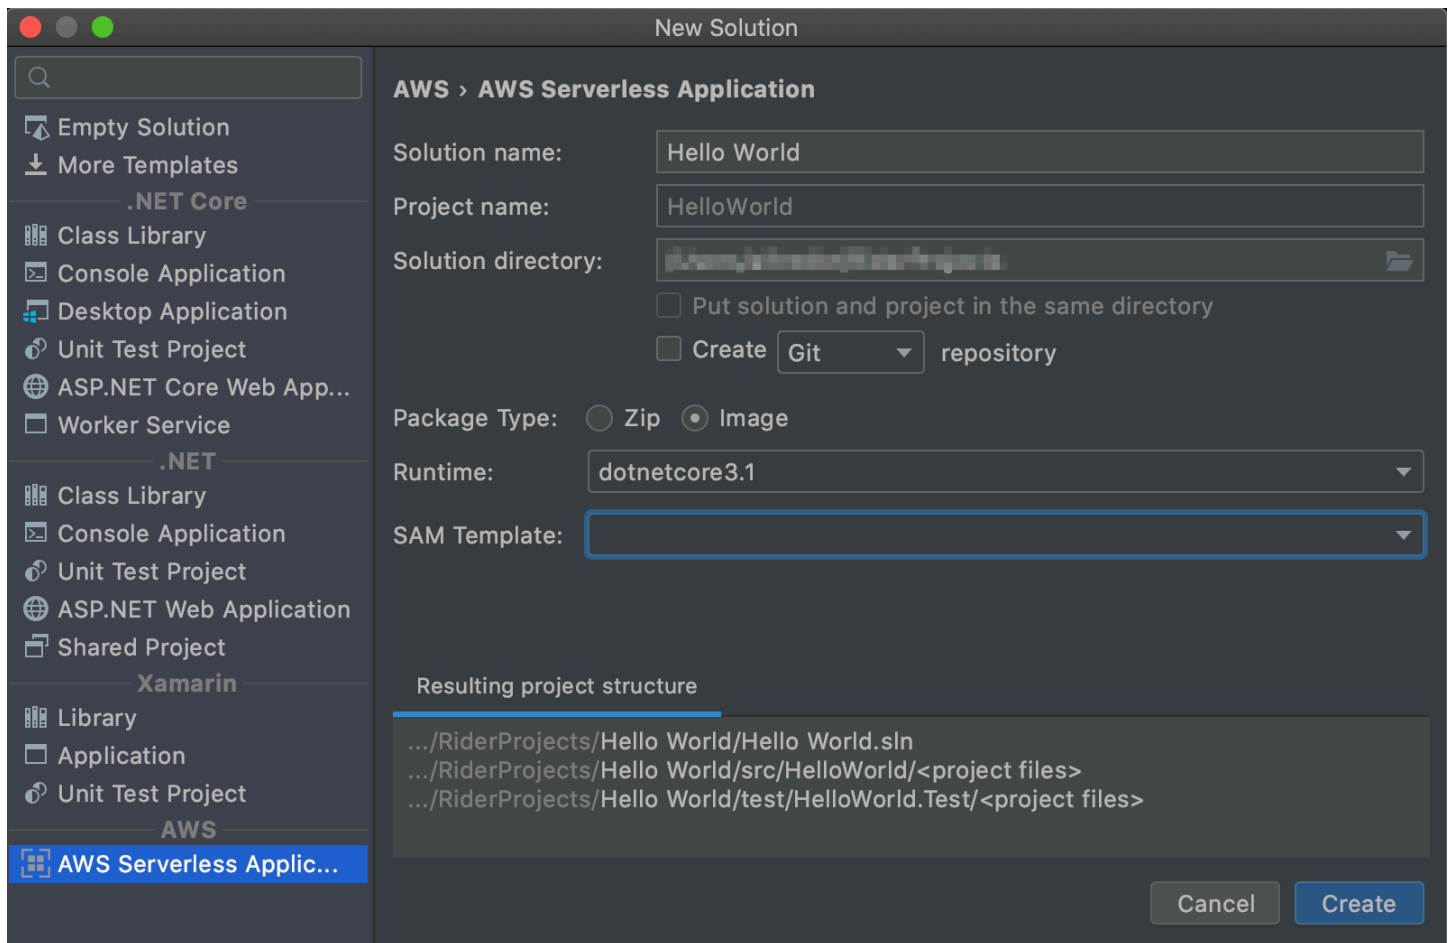 New Solution
Empty Solution
More Templates
.NET Core
Class Library
Console Application
Desktop Application
Unit Test Project
ASP.NET Core Web App...
Worker Service
.NET
Class Library
Console Application
Unit Test Project
ASP.NET Web Application
Shared Project
Xamarin
Library
Application
Unit Test Project
AWS
AWS Serverless Applic...
AWS › AWS Serverless Application
Solution name: Hello World
Project name: HelloWorld
Solution directory:
Put solution and project in the same directory
Create Git repository
Package Type: Zip Image
Runtime: dotnetcore3.1
SAM Template:
Resulting project structure
.../RiderProjects/Hello World/Hello World.sln
.../RiderProjects/Hello World/src/HelloWorld/<project files>
.../RiderProjects/Hello World/test/HelloWorld.Test/<project files>
Cancel Create